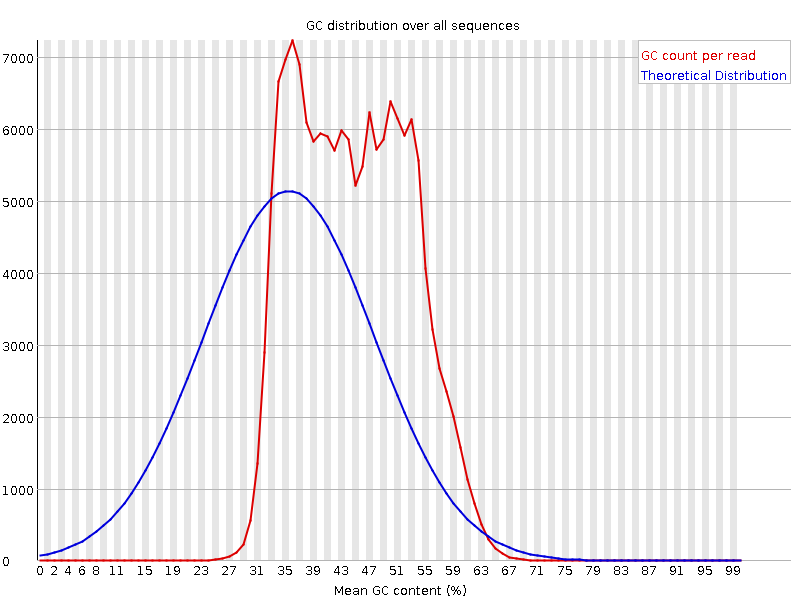 GC distribution over all sequences
GC count per read
Theoretical Distribution
7000
6000
5000
4000
3000
2000
1000
0
0 2 4 6 8 11 15 19 23 27 31 35 39 43 47 51 55 59 63 67 71 75 79 83 87 91 95 99
Mean GC content (%)